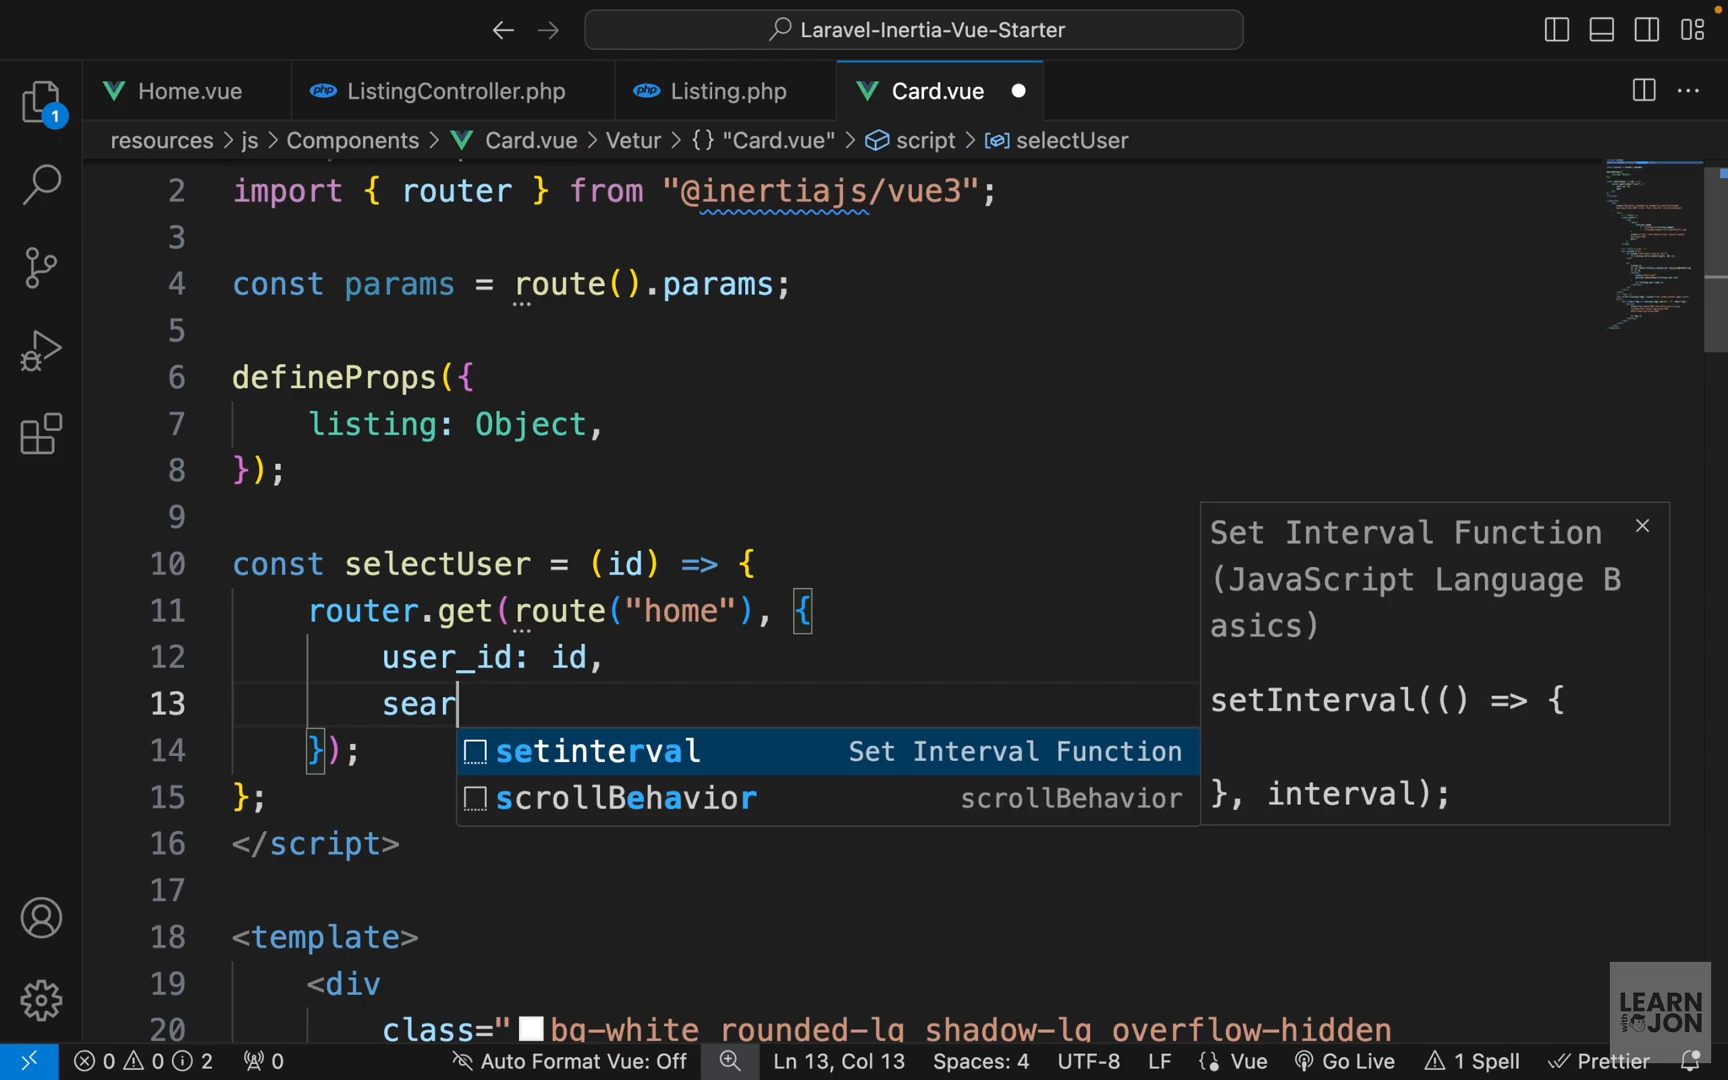 Laravel-Inertia-Vue-Starter
1
Home.vue
php ListingController.php
php Listing.php
Card.vue
resources > js > Components > Card.vue > Vetur > {} "Card.vue" > script > selectUser
2 import { router } from "@inertiajs/vue3";
3
4 const params = route().params;
5
6 defineProps({
7 listing: Object,
8 });
9
10 const selectUser = (id) => {
11 router.get(route("home"), {
12 user_id: id,
13 sear
14 });
15 };
16 </script>
17
18 <template>
19 <div
20 class="bg-white rounded-lg shadow-lg overflow-hidden
setinterval Set Interval Function
scrollBehavior scrollBehavior
Set Interval Function
(JavaScript Language B
asics)
setInterval(() => {
}, interval);
LEARN
with JON
0 0 2 0 Auto Format Vue: Off Ln 13, Col 13 Spaces: 4 UTF-8 LF {} Vue Go Live 1 Spell Prettier